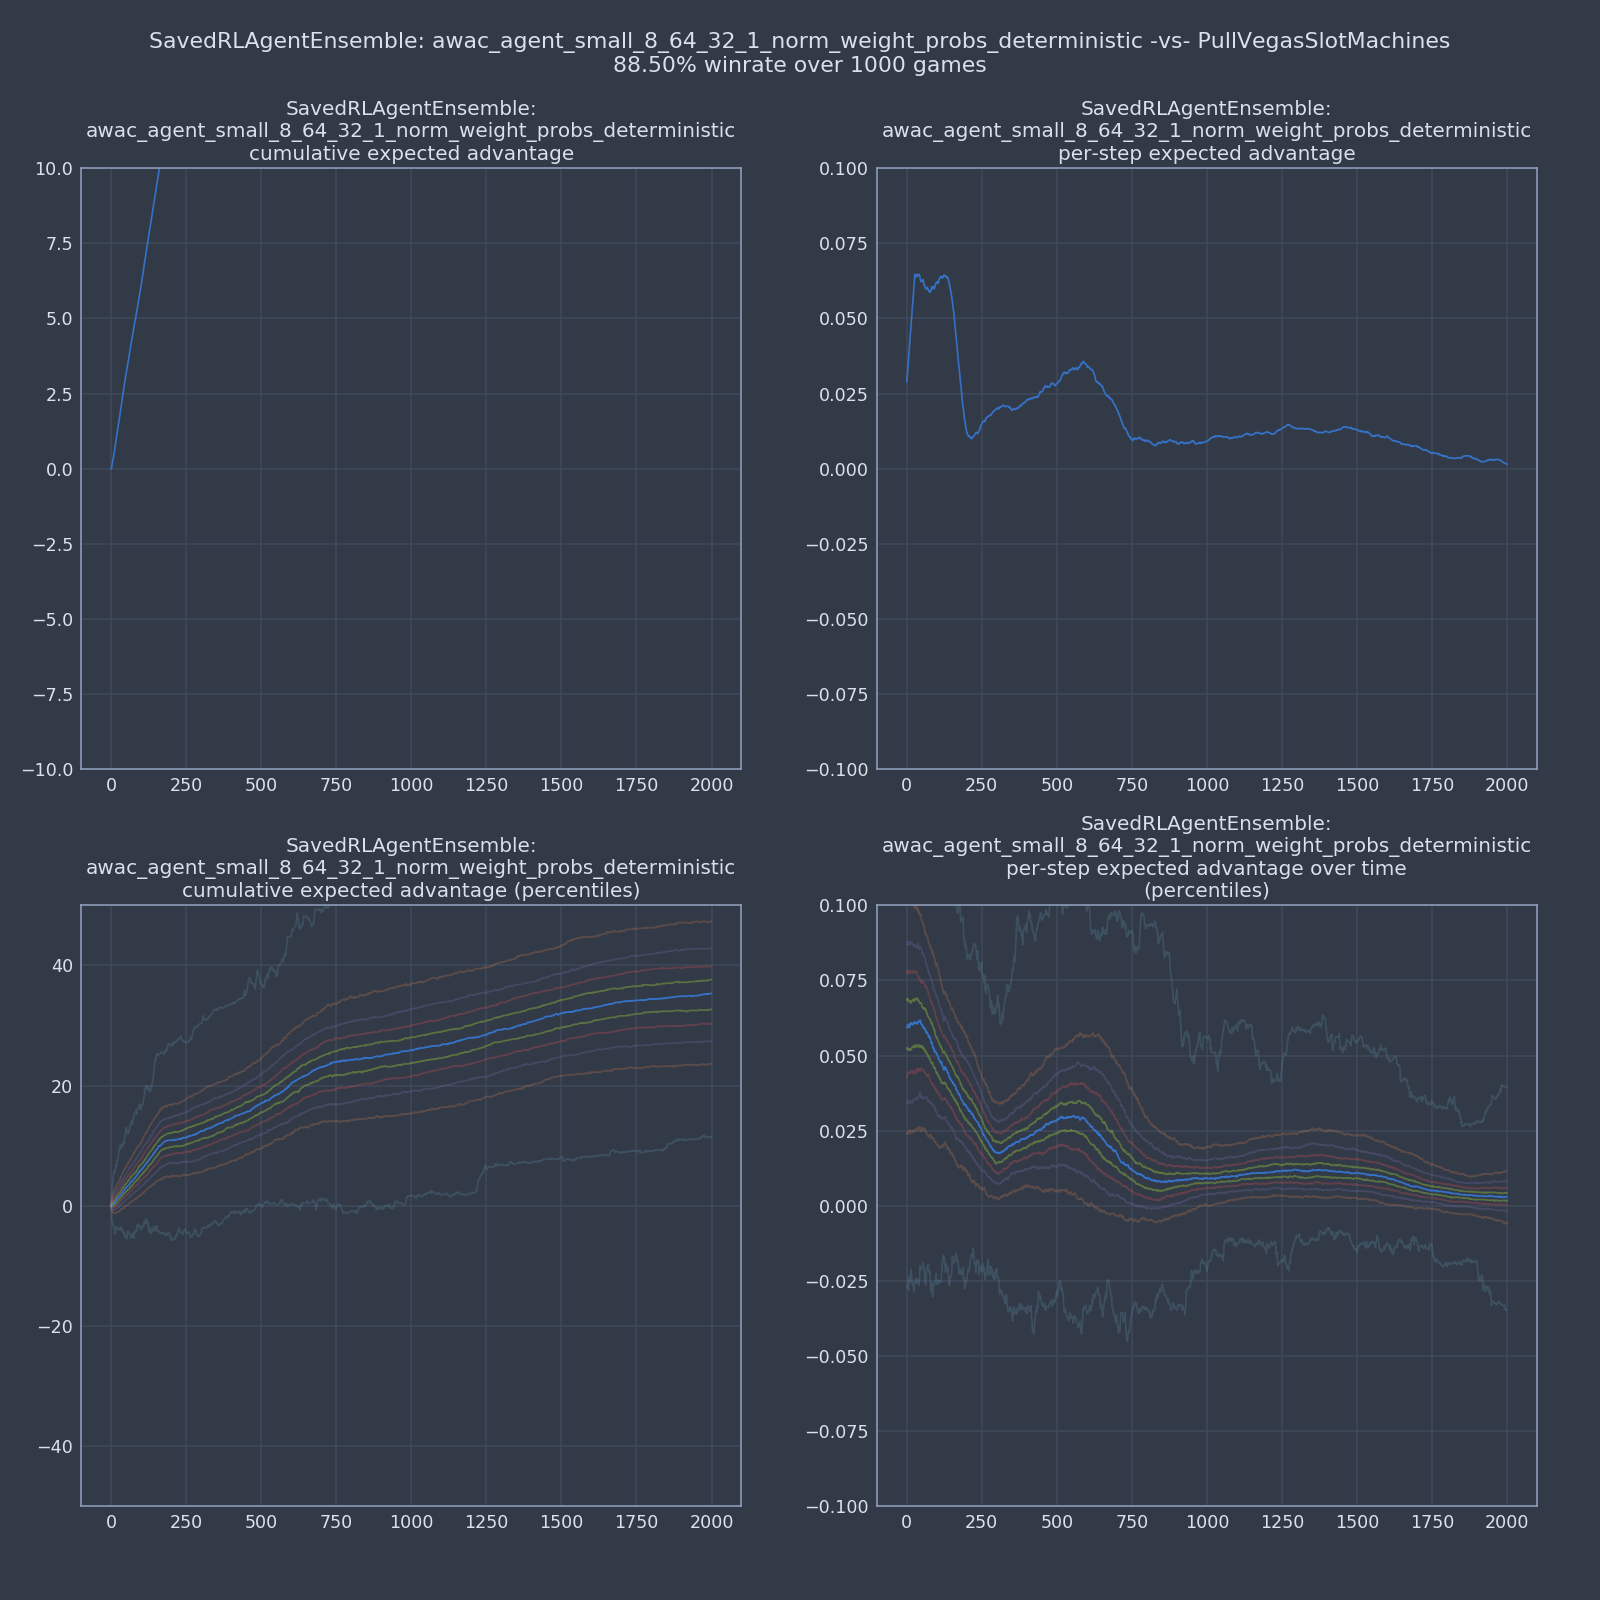 SavedRLAgentEnsemble: awac_agent_small_8_64_32_1_norm_weight_probs_deterministic -vs- PullVegasSlotMachines
88.50% winrate over 1000 games
SavedRLAgentEnsemble:
awac_agent_small_8_64_32_1_norm_weight_probs_deterministic
cumulative expected advantage
10.0
7.5
5.0
2.5
0.0
−2.5
−5.0
−7.5
−10.0
0 250 500 750 1000 1250 1500 1750 2000
SavedRLAgentEnsemble:
awac_agent_small_8_64_32_1_norm_weight_probs_deterministic
per-step expected advantage
0.100
0.075
0.050
0.025
0.000
−0.025
−0.050
−0.075
−0.100
0 250 500 750 1000 1250 1500 1750 2000
SavedRLAgentEnsemble:
awac_agent_small_8_64_32_1_norm_weight_probs_deterministic
cumulative expected advantage (percentiles)
40
20
0
−20
−40
0 250 500 750 1000 1250 1500 1750 2000
SavedRLAgentEnsemble:
awac_agent_small_8_64_32_1_norm_weight_probs_deterministic
per-step expected advantage over time
(percentiles)
0.100
0.075
0.050
0.025
0.000
−0.025
−0.050
−0.075
−0.100
0 250 500 750 1000 1250 1500 1750 2000